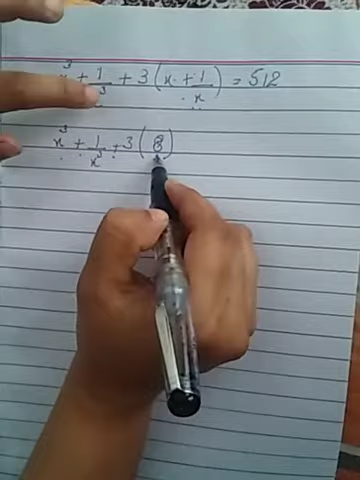 x³ + 1/x³ + 3(x + 1/x) = 512
x³ + 1/x³ + 3(8)